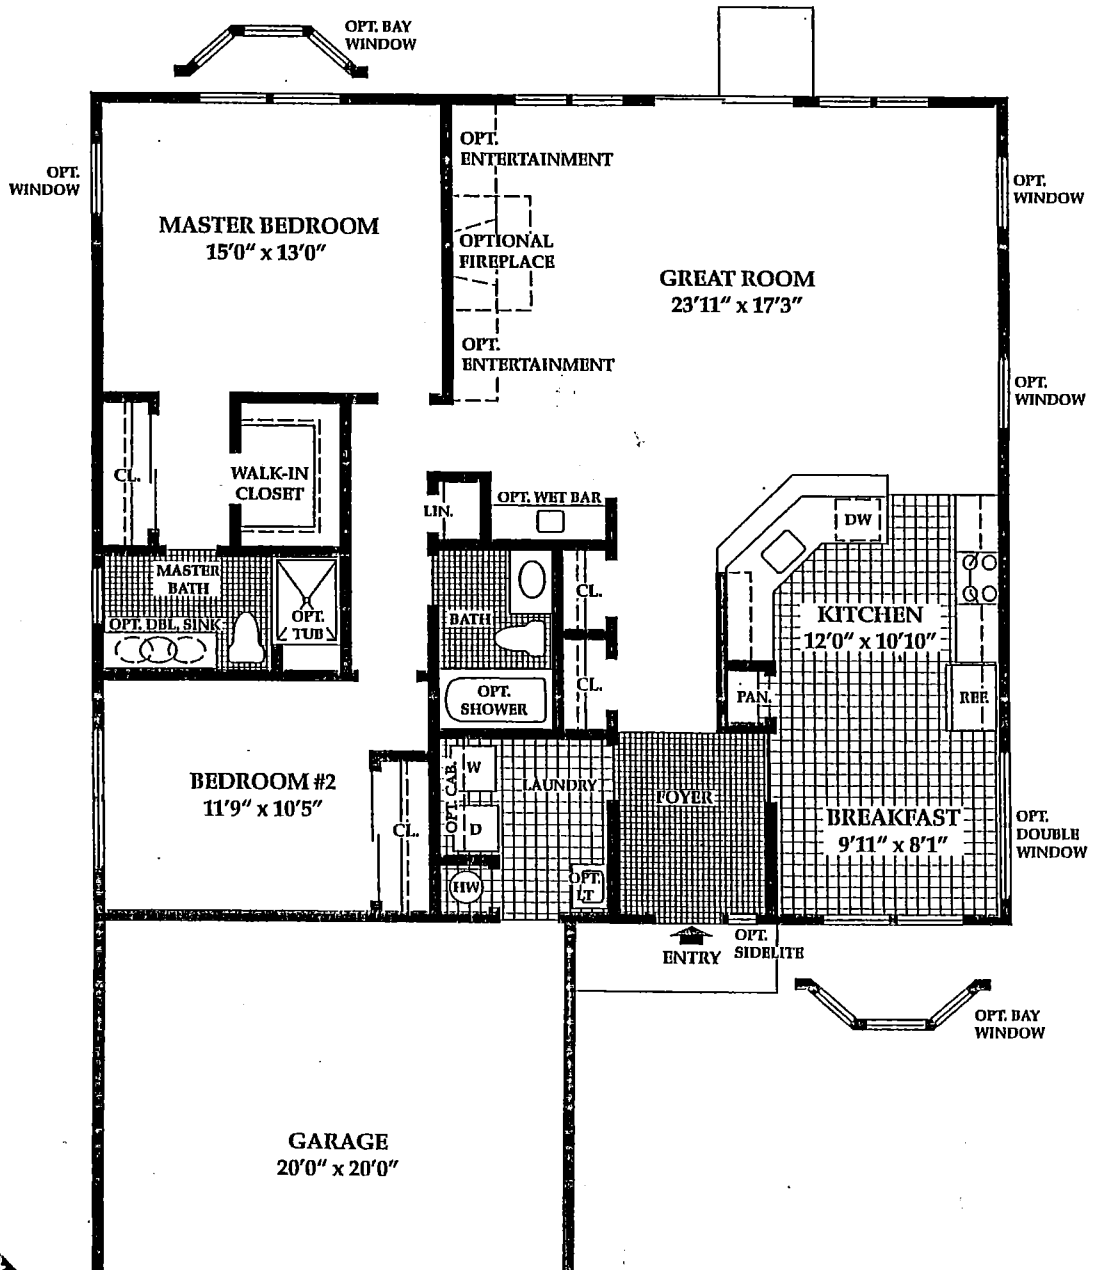 OPT. BAY
WINDOW
OPT.
WINDOW
MASTER BEDROOM
15'0" x 13'0"
OPT.
ENTERTAINMENT
OPTIONAL
FIREPLACE
OPT.
ENTERTAINMENT
GREAT ROOM
23'11" x 17'3"
OPT.
WINDOW
OPT.
WINDOW
CL.
WALK-IN
CLOSET
LIN.
OPT. WET BAR
DW
MASTER
BATH
OPT. DBL, SINK
OPT.
TUB
BATH
CL.
OPT.
SHOWER
CL.
KITCHEN
12'0" x 10'10"
PAN.
REF.
BEDROOM #2
11'9" x 10'5"
CL.
OPT. CAB.
W
D
LAUNDRY
HW
OPT.
LT
FOYER
BREAKFAST
9'11" x 8'1"
OPT.
DOUBLE
WINDOW
ENTRY
OPT.
SIDELITE
OPT. BAY
WINDOW
GARAGE
20'0" x 20'0"